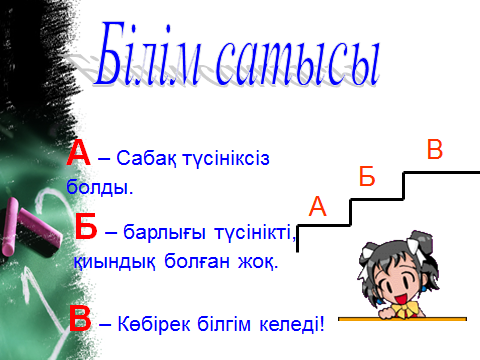 Білім сатысы
А – Сабақ түсініксіз
болды.
Б – барлығы түсінікті,
қиындық болған жоқ.
В – Көбірек білгім келеді!
В
Б
А